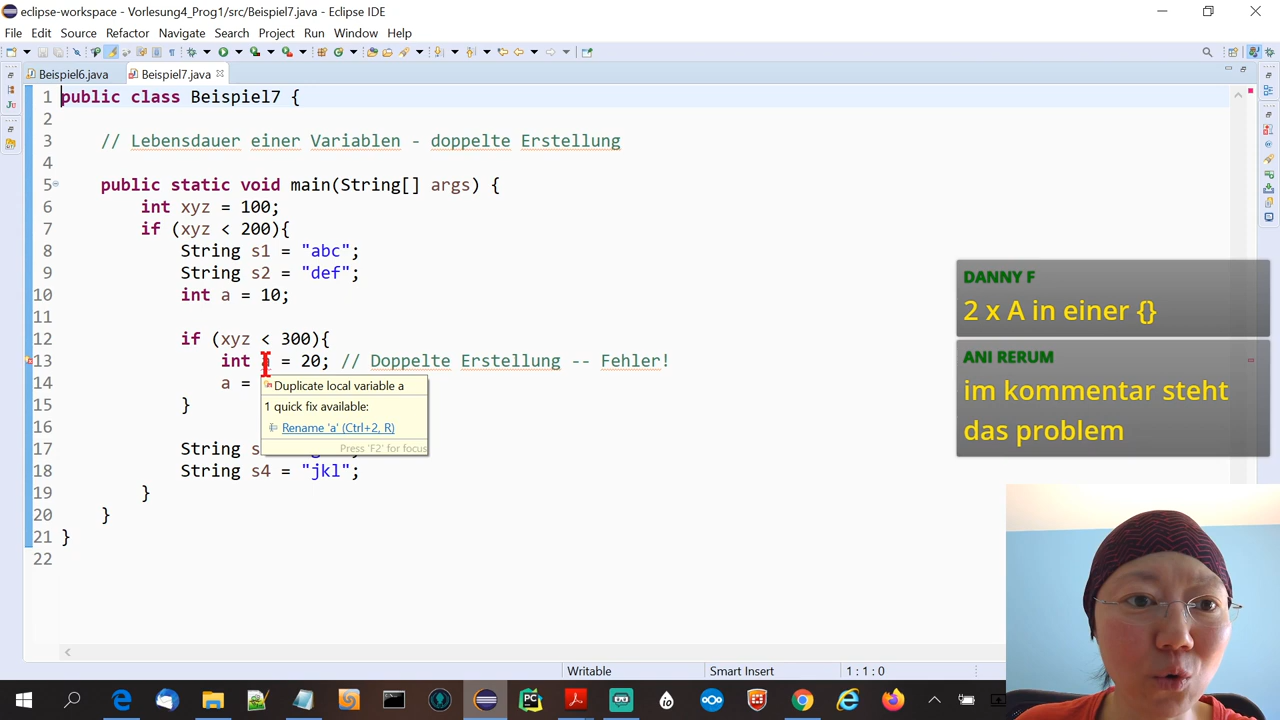 eclipse-workspace - Vorlesung4_Prog1/src/Beispiel7.java - Eclipse IDE
File Edit Source Refactor Navigate Search Project Run Window Help
Beispiel6.java Beispiel7.java
1 public class Beispiel7 {
2
3 // Lebensdauer einer Variablen - doppelte Erstellung
4
5 public static void main(String[] args) {
6 int xyz = 100;
7 if (xyz < 200){
8 String s1 = "abc";
9 String s2 = "def";
10 int a = 10;
11
12 if (xyz < 300){
13 int a = 20; // Doppelte Erstellung -- Fehler!
14 a =
15 }
16
17 String s
18 String s4 = "jkl";
19 }
20 }
21 }
22
Duplicate local variable a
1 quick fix available:
Rename 'a' (Ctrl+2, R)
Press 'F2' for focus
DANNY F
2 x A in einer {}
ANI RERUM
im kommentar steht
das problem
Writable Smart Insert 1 : 1 : 0